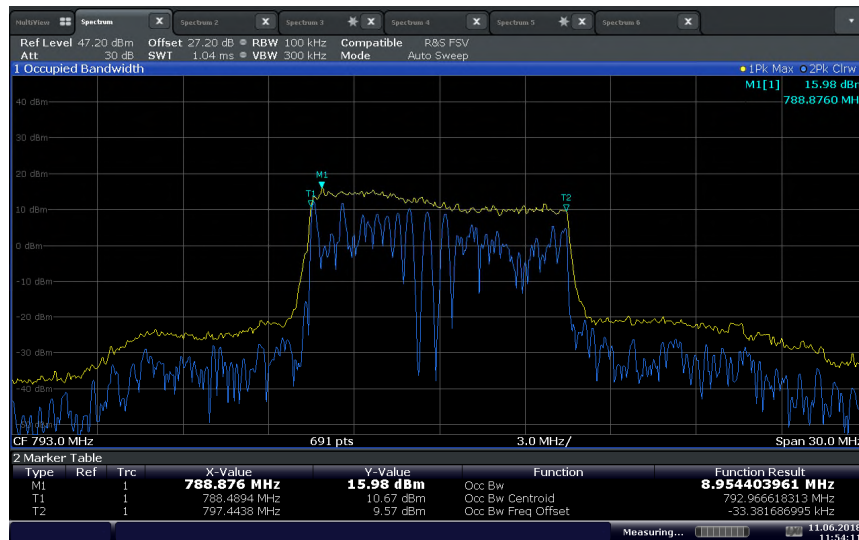 MultiView Spectrum X Spectrum 2 X Spectrum 3 X Spectrum 4 X Spectrum 5 X Spectrum 6 X
Ref Level 47.20 dBm Offset 27.20 dB RBW 100 kHz Compatible R&S FSV
Att 30 dB SWT 1.04 ms VBW 300 kHz Mode Auto Sweep
1 Occupied Bandwidth 1Pk Max 2Pk Clrw
M1[1] 15.98 dBm
788.8760 MH
40 dBm
30 dBm
20 dBm
M1
T1
T2
10 dBm
0 dBm
-10 dBm
-20 dBm
-30 dBm
-40 dBm
CF 793.0 MHz 691 pts 3.0 MHz/ Span 30.0 MHz
2 Marker Table
Type Ref Trc X-Value Y-Value Function Function Result
M1 1 788.876 MHz 15.98 dBm Occ Bw 8.954403961 MHz
T1 1 788.4894 MHz 10.67 dBm Occ Bw Centroid 792.966618313 MHz
T2 1 797.4438 MHz 9.57 dBm Occ Bw Freq Offset -33.381686995 kHz
Measuring... 11.06.2018
11:54:11